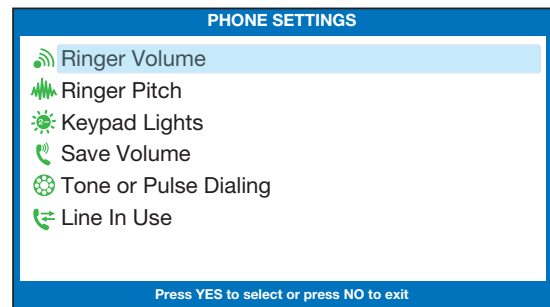 PHONE SETTINGS
Ringer Volume
Ringer Pitch
Keypad Lights
Save Volume
Tone or Pulse Dialing
Line In Use
Press YES to select or press NO to exit